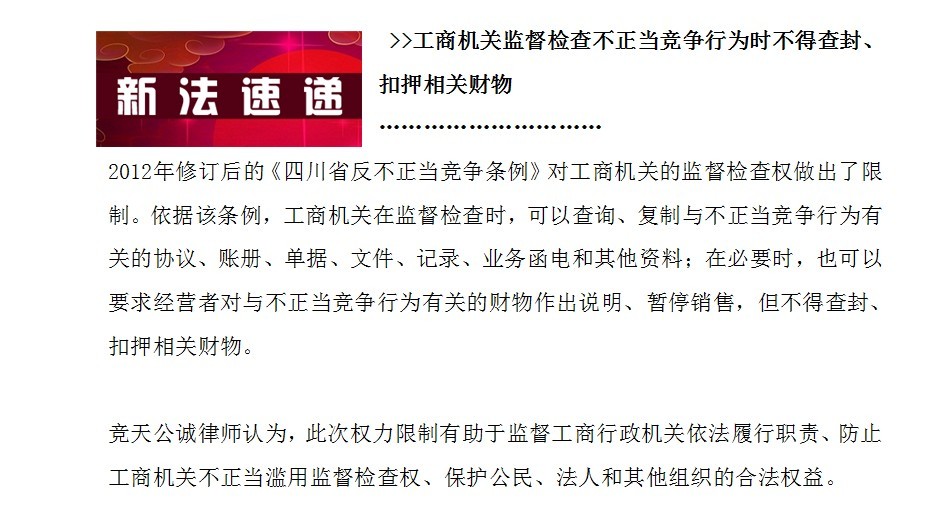 新法速递
>>工商机关监督检查不正当竞争行为时不得查封、
扣押相关财物
…………………………
2012年修订后的《四川省反不正当竞争条例》对工商机关的监督检查权做出了限
制。依据该条例，工商机关在监督检查时，可以查询、复制与不正当竞争行为有
关的协议、账册、单据、文件、记录、业务函电和其他资料；在必要时，也可以
要求经营者对与不正当竞争行为有关的财物作出说明、暂停销售，但不得查封、
扣押相关财物。
竞天公诚律师认为，此次权力限制有助于监督工商行政机关依法履行职责、防止
工商机关不正当滥用监督检查权、保护公民、法人和其他组织的合法权益。